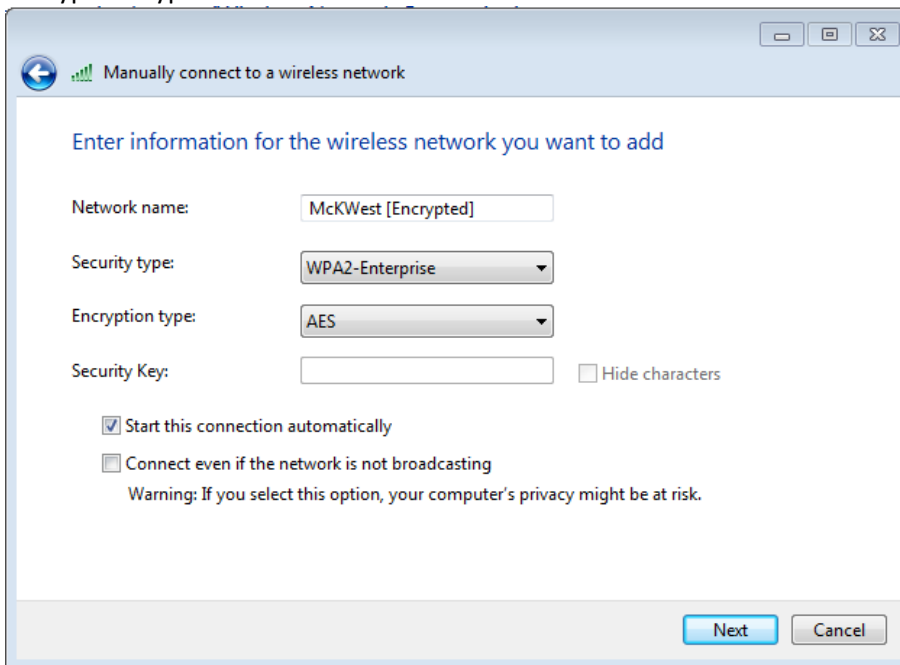 Manually connect to a wireless network
Enter information for the wireless network you want to add
Network name: McKWest [Encrypted]
Security type: WPA2-Enterprise
Encryption type: AES
Security Key: Hide characters
Start this connection automatically
Connect even if the network is not broadcasting
Warning: If you select this option, your computer's privacy might be at risk.
Next Cancel